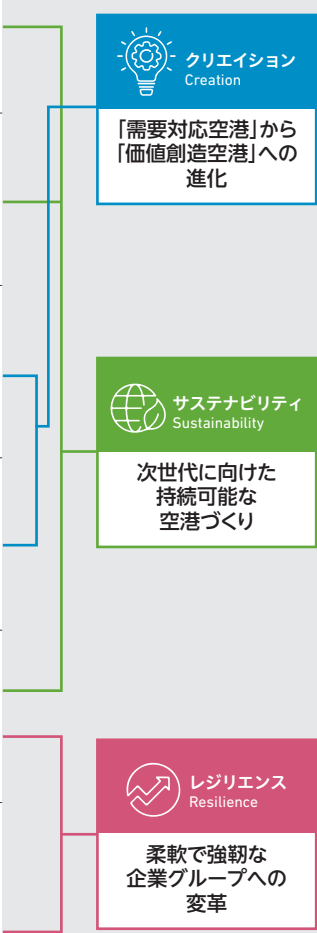 クリエイション
Creation
「需要対応空港」から
「価値創造空港」への
進化
サステナビリティ
Sustainability
次世代に向けた
持続可能な
空港づくり
レジリエンス
Resilience
柔軟で強靭な
企業グループへの
変革